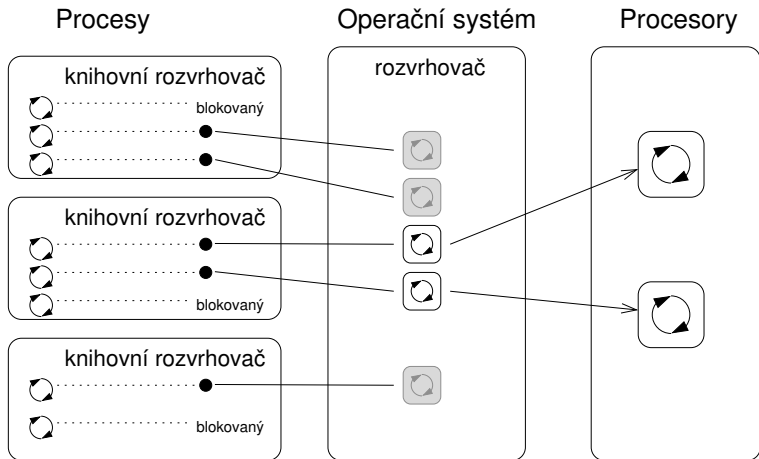 Procesy
Operační systém
Procesory
knihovní rozvrhovač
rozvrhovač
blokovaný
knihovní rozvrhovač
blokovaný
knihovní rozvrhovač
blokovaný